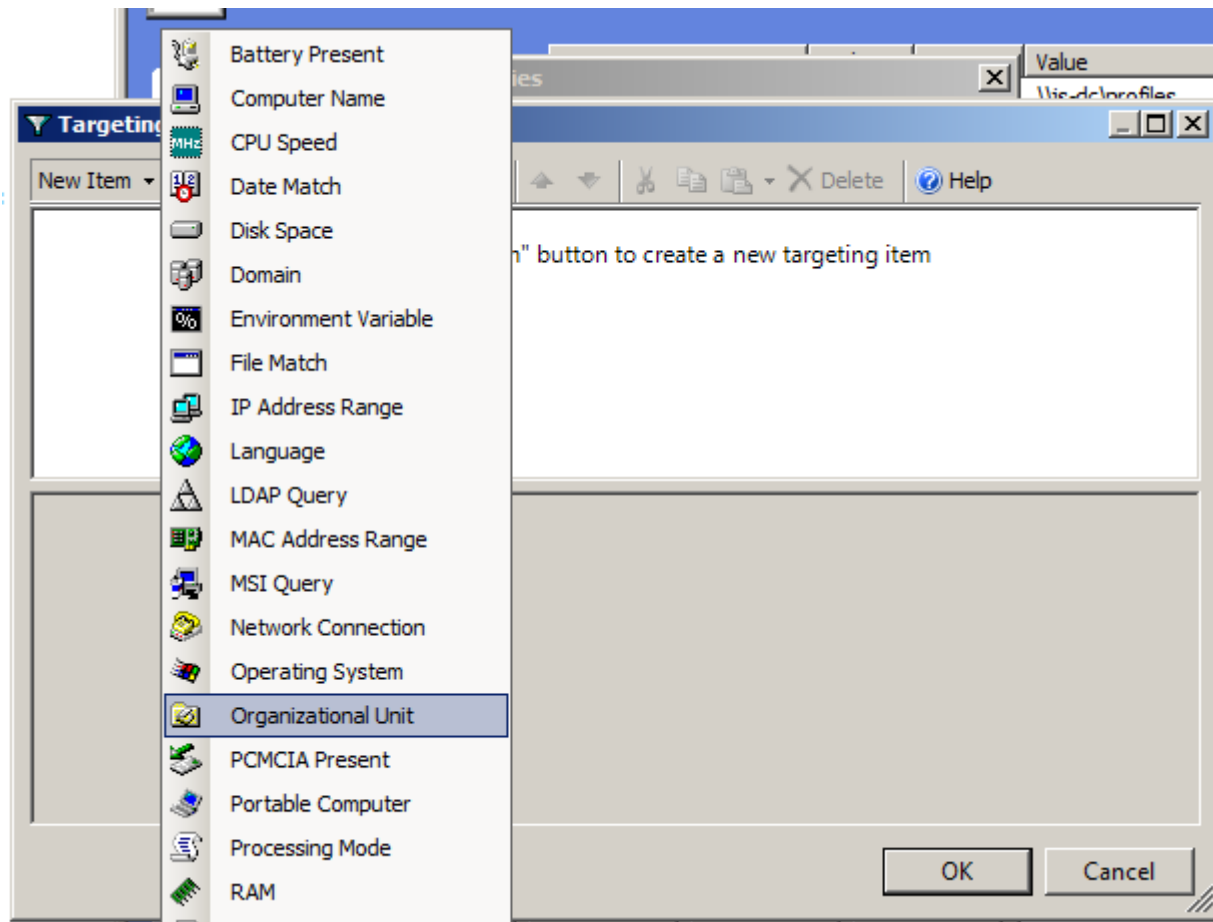 Value
ies
\\is-dc\profiles
Targeting
New Item
Delete
Help
n" button to create a new targeting item
Battery Present
Computer Name
CPU Speed
Date Match
Disk Space
Domain
Environment Variable
File Match
IP Address Range
Language
LDAP Query
MAC Address Range
MSI Query
Network Connection
Operating System
Organizational Unit
PCMCIA Present
Portable Computer
Processing Mode
RAM
OK
Cancel